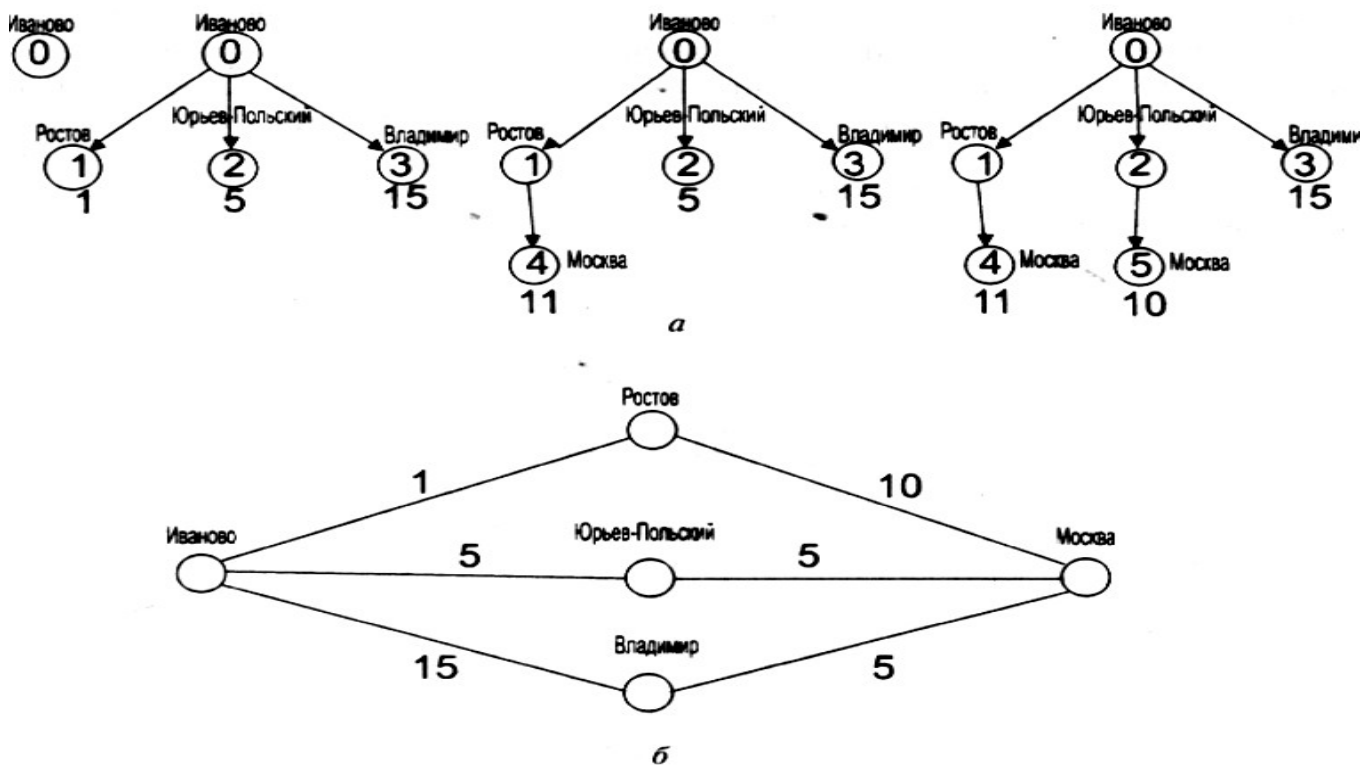 Иваново Иваново Иваново Иваново
0 0 0 0
Юрьев-Польский Юрьев-Польский Юрьев-Польский
Ростов Владимир Ростов Владимир Ростов Владими
1 2 3 1 2 3 1 2 3
1 5 15 5 15 15
4 Москва 4 Москва 5 Москва
11 11 10
а
Ростов
1 10
Иваново Юрьев-Польский Москва
5 5
Владимир
15 5
б